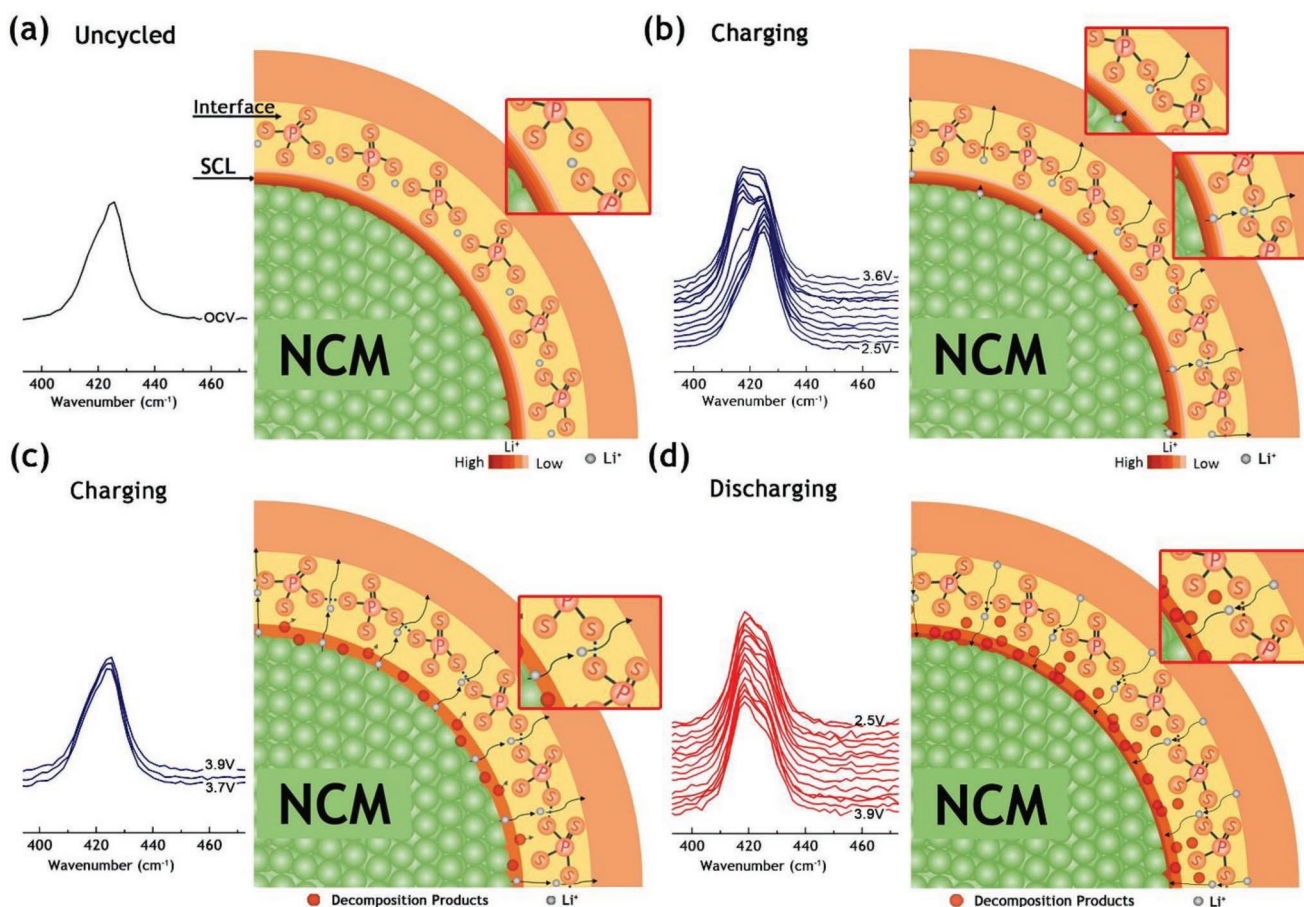 (a) Uncycled
Interface
SCL
OCV
400 420 440 460
Wavenumber (cm⁻¹)
NCM
P S S S S
Li⁺
High Low Li⁺
(b) Charging
3.6V
2.5V
400 420 440 460
Wavenumber (cm⁻¹)
NCM
P S S S S
Li⁺
High Low Li⁺
(c) Charging
3.9V
3.7V
400 420 440 460
Wavenumber (cm⁻¹)
NCM
P S S S S
Decomposition Products Li⁺
(d) Discharging
2.5V
3.9V
400 420 440 460
Wavenumber (cm⁻¹)
NCM
P S S S S
Decomposition Products Li⁺